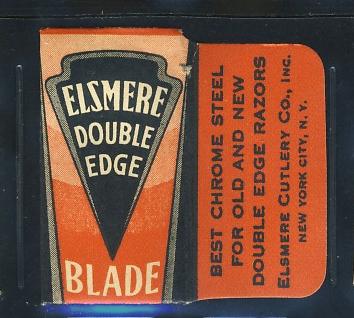 ELSMERE
DOUBLE
EDGE
BLADE
BEST CHROME STEEL
FOR OLD AND NEW
DOUBLE EDGE RAZORS
ELSMERE CUTLERY CO., INC.
NEW YORK CITY, N. Y.